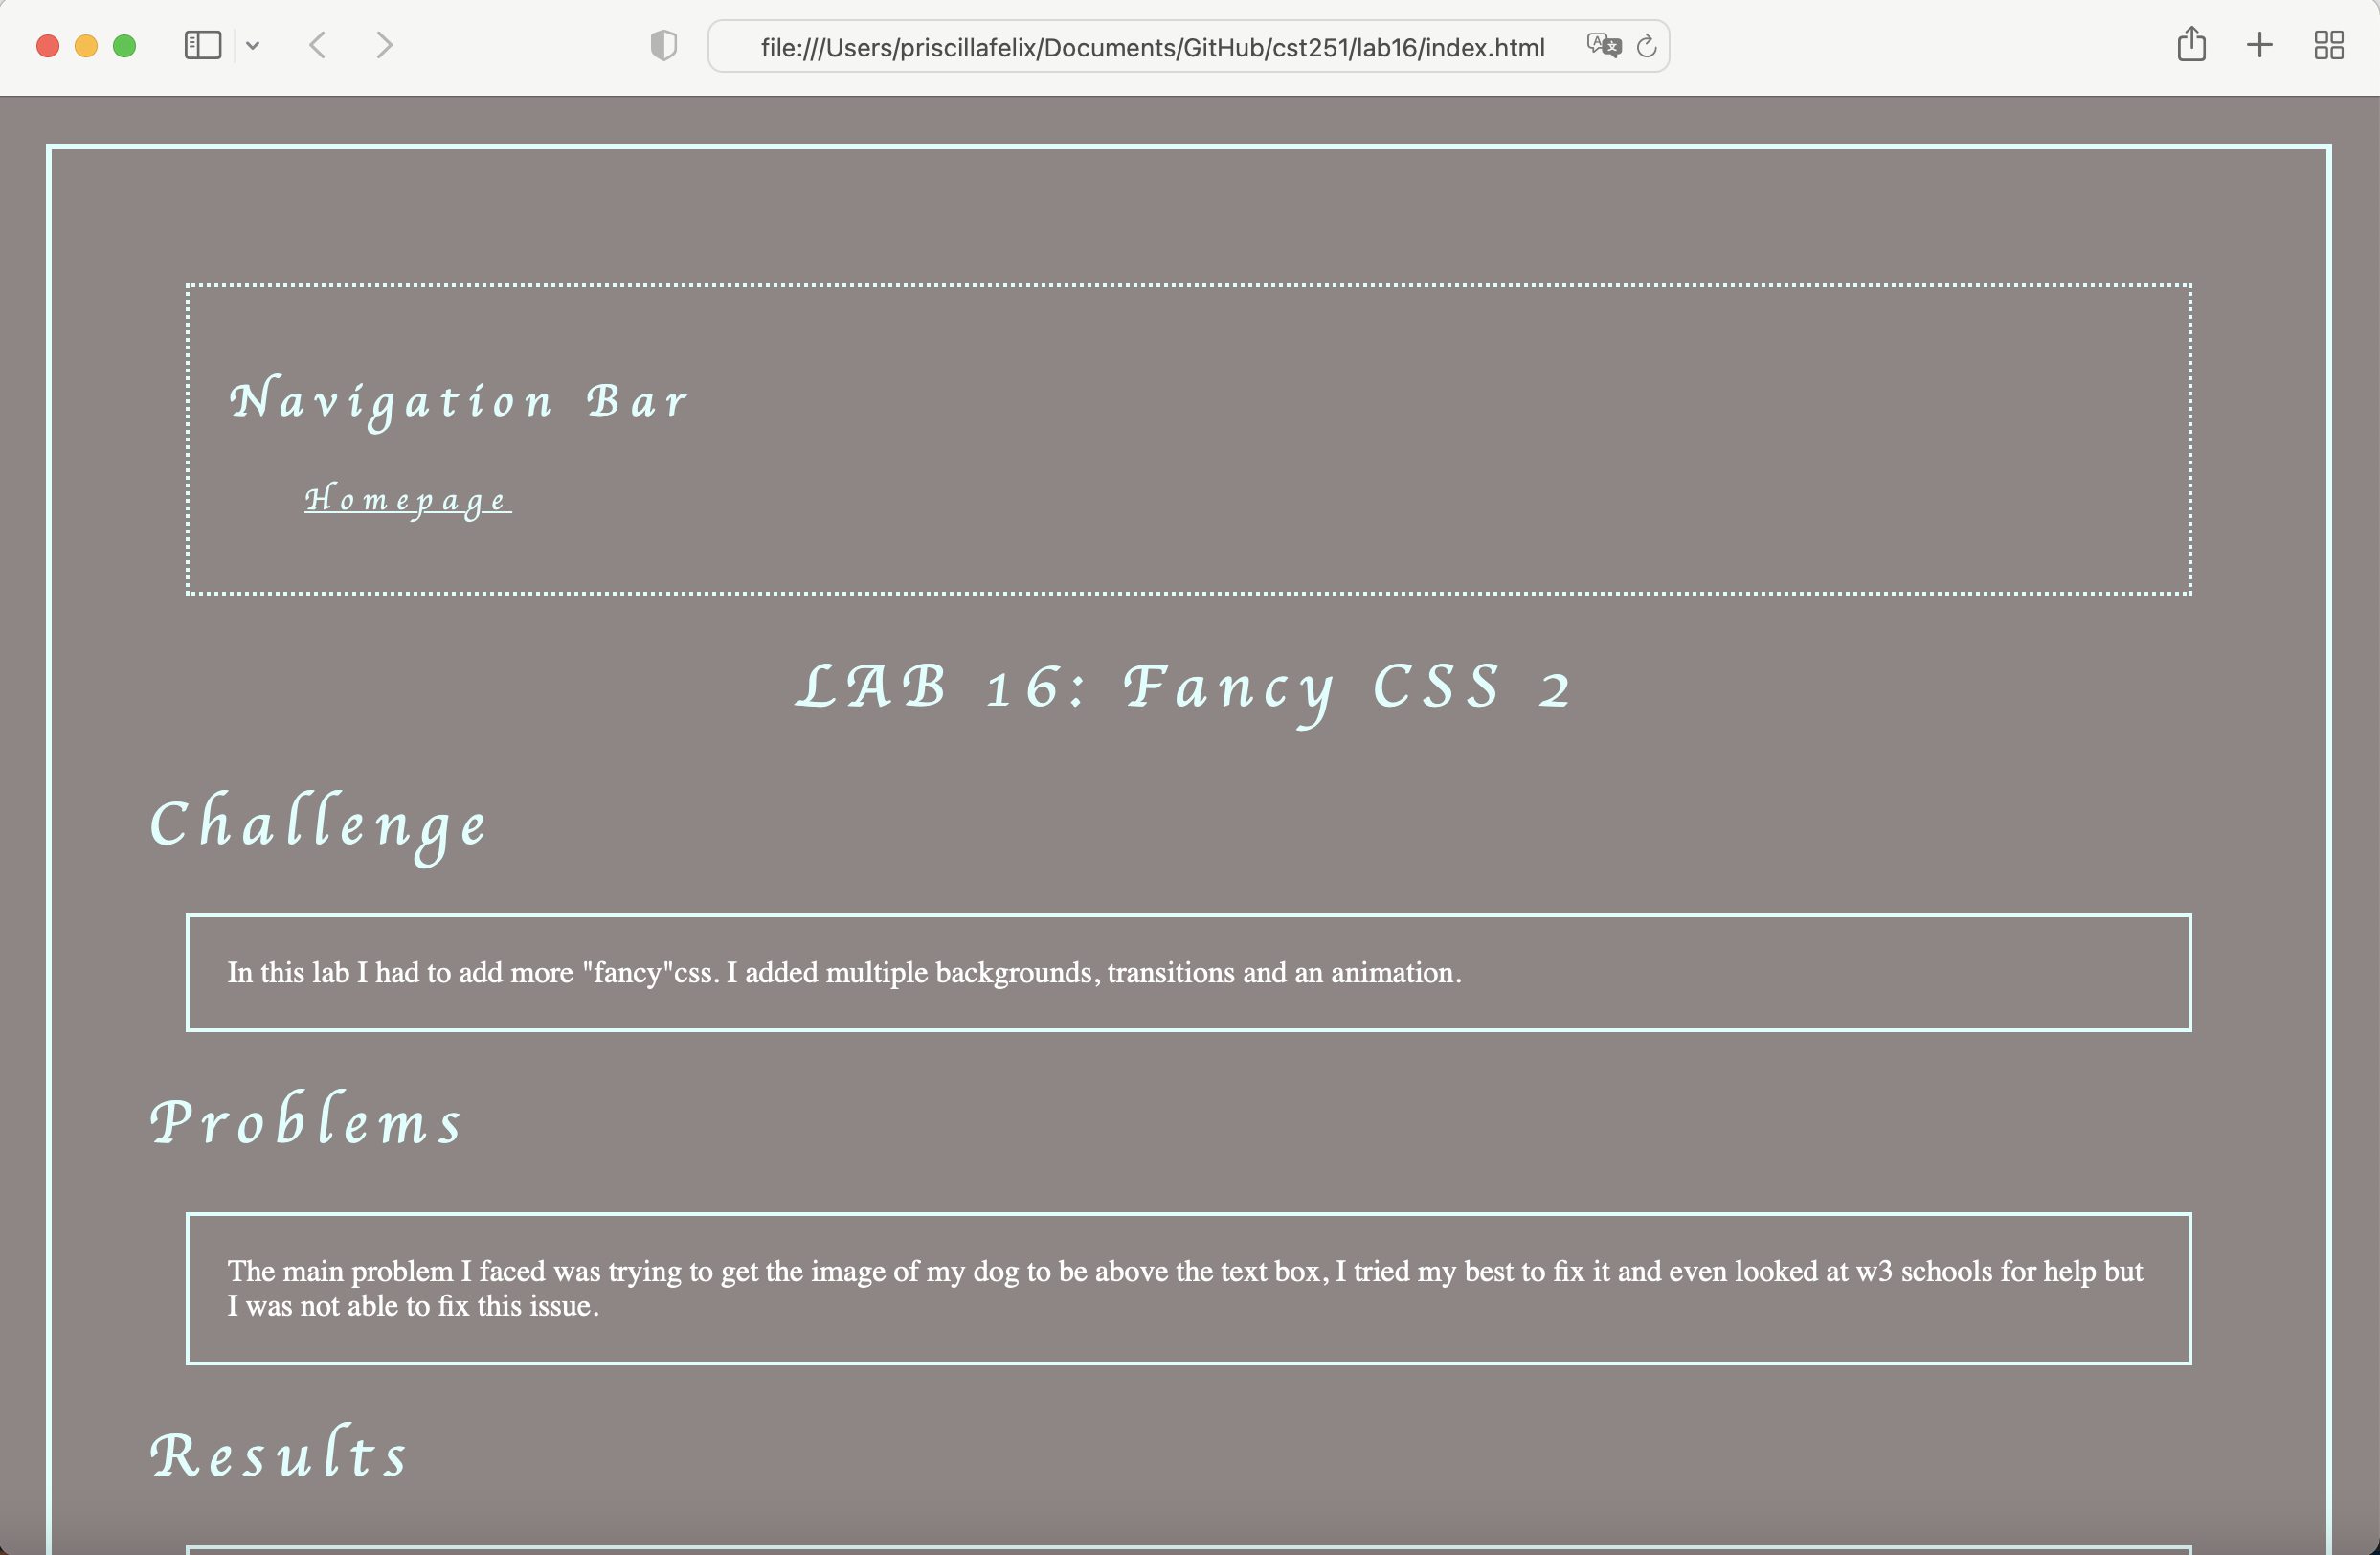 file:///Users/priscillafelix/Documents/GitHub/cst251/lab16/index.html
Navigation Bar
Homepage
LAB 16: Fancy CSS 2
Challenge
In this lab I had to add more "fancy"css. I added multiple backgrounds, transitions and an animation.
Problems
The main problem I faced was trying to get the image of my dog to be above the text box, I tried my best to fix it and even looked at w3 schools for help but
I was not able to fix this issue.
Results